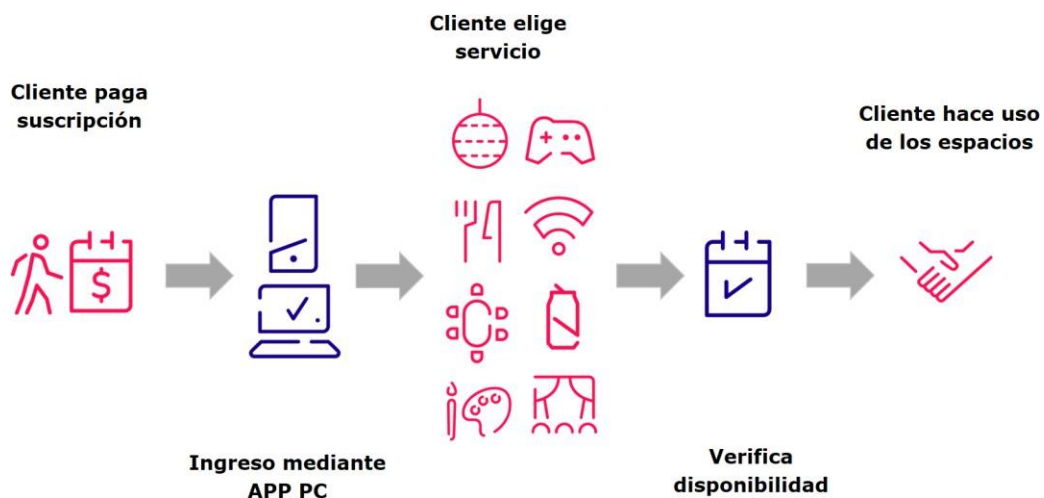 Cliente elige
servicio
Cliente paga
suscripción
Cliente hace uso
de los espacios
$
Ingreso mediante
APP PC
Verifica
disponibilidad